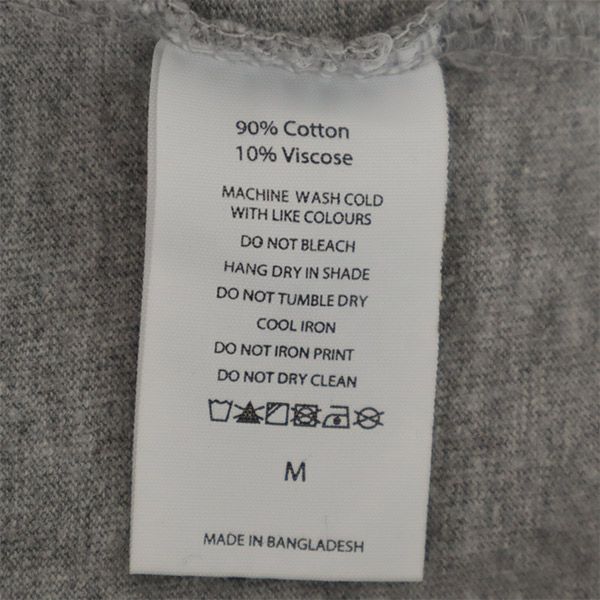 90% Cotton
10% Viscose
MACHINE WASH COLD
WITH LIKE COLOURS
DO NOT BLEACH
HANG DRY IN SHADE
DO NOT TUMBLE DRY
COOL IRON
DO NOT IRON PRINT
DO NOT DRY CLEAN
M
MADE IN BANGLADESH